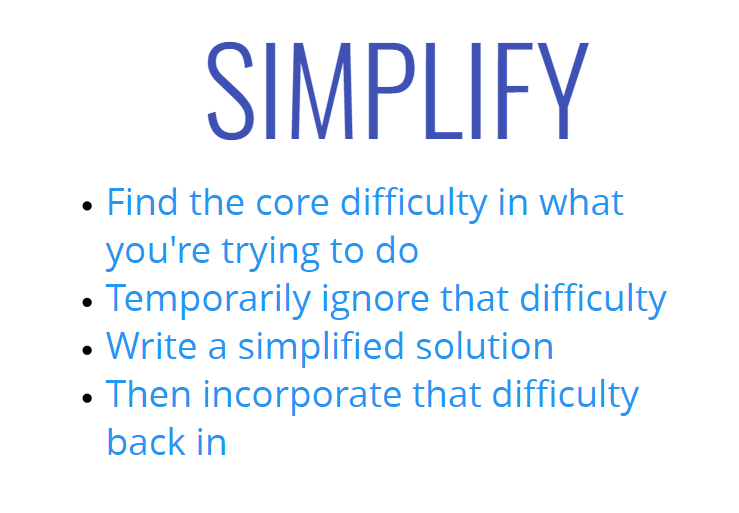 SIMPLIFY
• Find the core difficulty in what
you're trying to do
• Temporarily ignore that difficulty
• Write a simplified solution
• Then incorporate that difficulty
back in